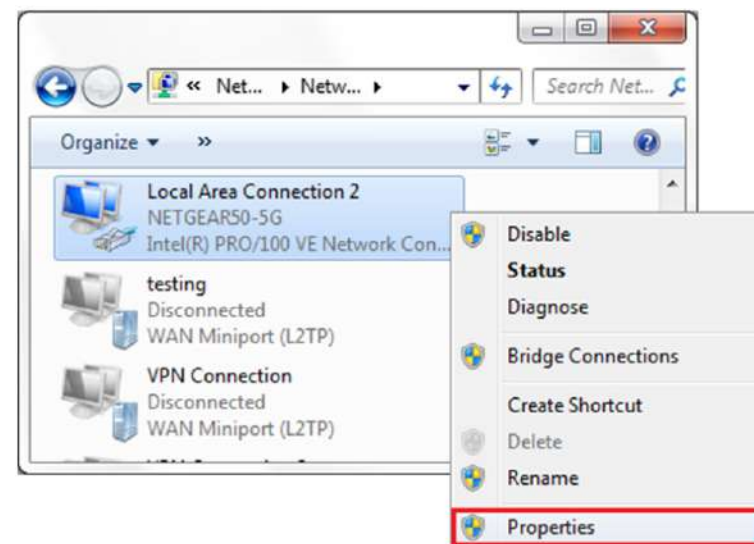 « Net... Netw...
Search Net...
Organize »
Local Area Connection 2
NETGEAR50-5G
Intel(R) PRO/100 VE Network Con...
testing
Disconnected
WAN Miniport (L2TP)
VPN Connection
Disconnected
WAN Miniport (L2TP)
Disable
Status
Diagnose
Bridge Connections
Create Shortcut
Delete
Rename
Properties